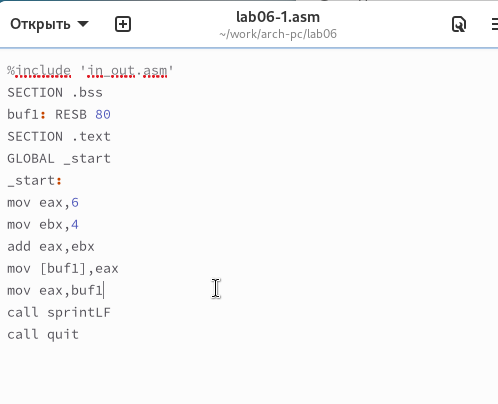 Открыть
lab06-1.asm
~/work/arch-pc/lab06
%include 'in_out.asm'
SECTION .bss
buf1: RESB 80
SECTION .text
GLOBAL _start
_start:
mov eax,6
mov ebx,4
add eax,ebx
mov [buf1],eax
mov eax,buf1
call sprintLF
call quit